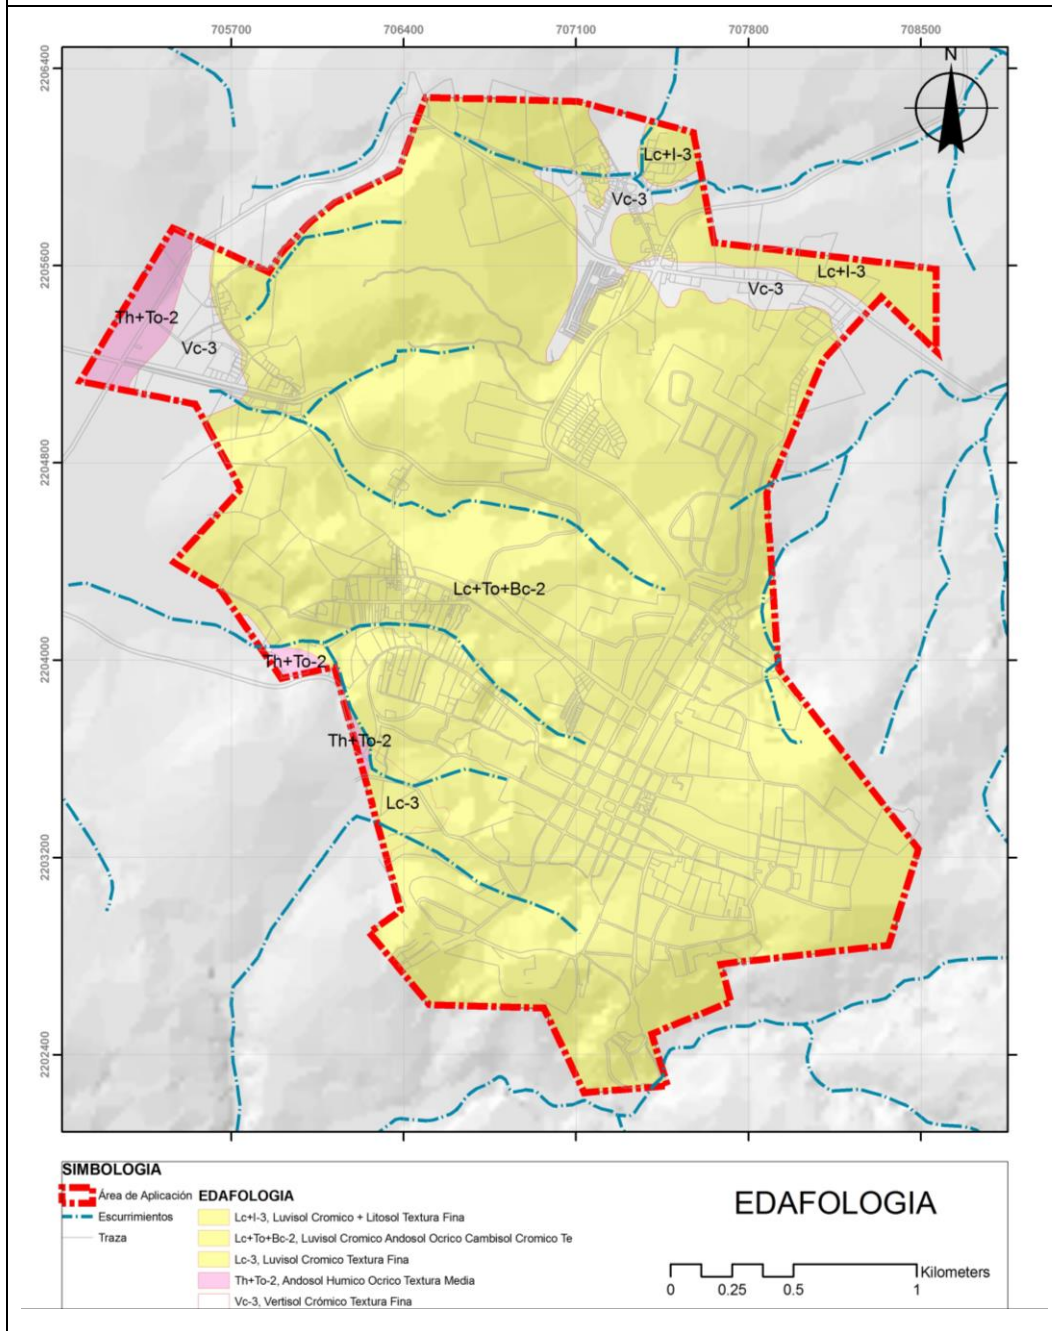 705700 706400 707100 707800 708500
2206400
N
Lc+I-3
Vc-3
2205600
Lc+I-3
Vc-3
Th+To-2
Vc-3
2204800
Lc+To+Bc-2
2204000
Th+To-2
Th+To-2
Lc-3
2203200
2202400
SIMBOLOGIA
Área de Aplicación
Escurrimientos
Traza
EDAFOLOGIA
Lc+I-3, Luvisol Cromico + Litosol Textura Fina
Lc+To+Bc-2, Luvisol Cromico Andosol Ocrico Cambisol Cromico Te
Lc-3, Luvisol Cromico Textura Fina
Th+To-2, Andosol Humico Ocrico Textura Media
Vc-3, Vertisol Crómico Textura Fina
EDAFOLOGIA
Kilometers
0 0.25 0.5 1